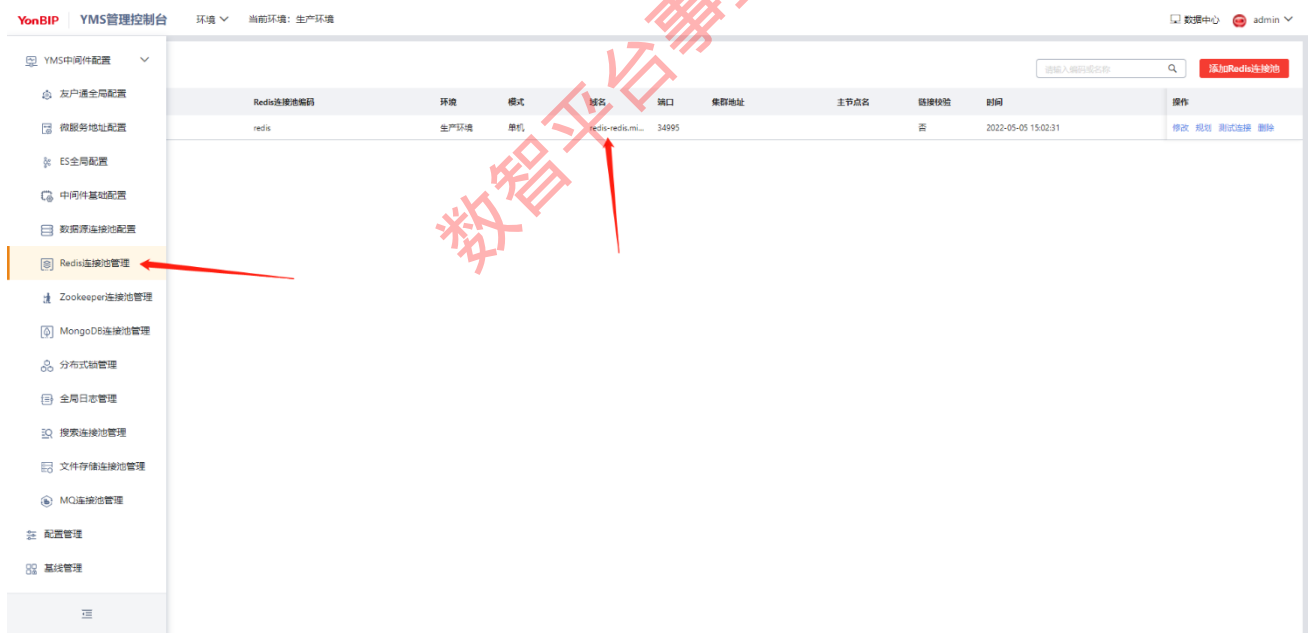 YonBIP YMS管理控制台 环境 当前环境：生产环境 数据中心 admin
YMS中间件配置
请输入编码或名称 添加Redis连接池
友户通全局配置
Redis连接池编码 环境 模式 域名 端口 集群地址 主节点名 链接校验 时间 操作
微服务地址配置
redis 生产环境 单机 redis-redis.mi... 34995 否 2022-05-05 15:02:31 修改 规划 测试连接 删除
ES全局配置
中间件基础配置
数据源连接池配置
Redis连接池管理
Zookeeper连接池管理
MongoDB连接池管理
分布式锁管理
全局日志管理
搜索连接池管理
文件存储连接池管理
MQ连接池管理
配置管理
基线管理
数智平台事